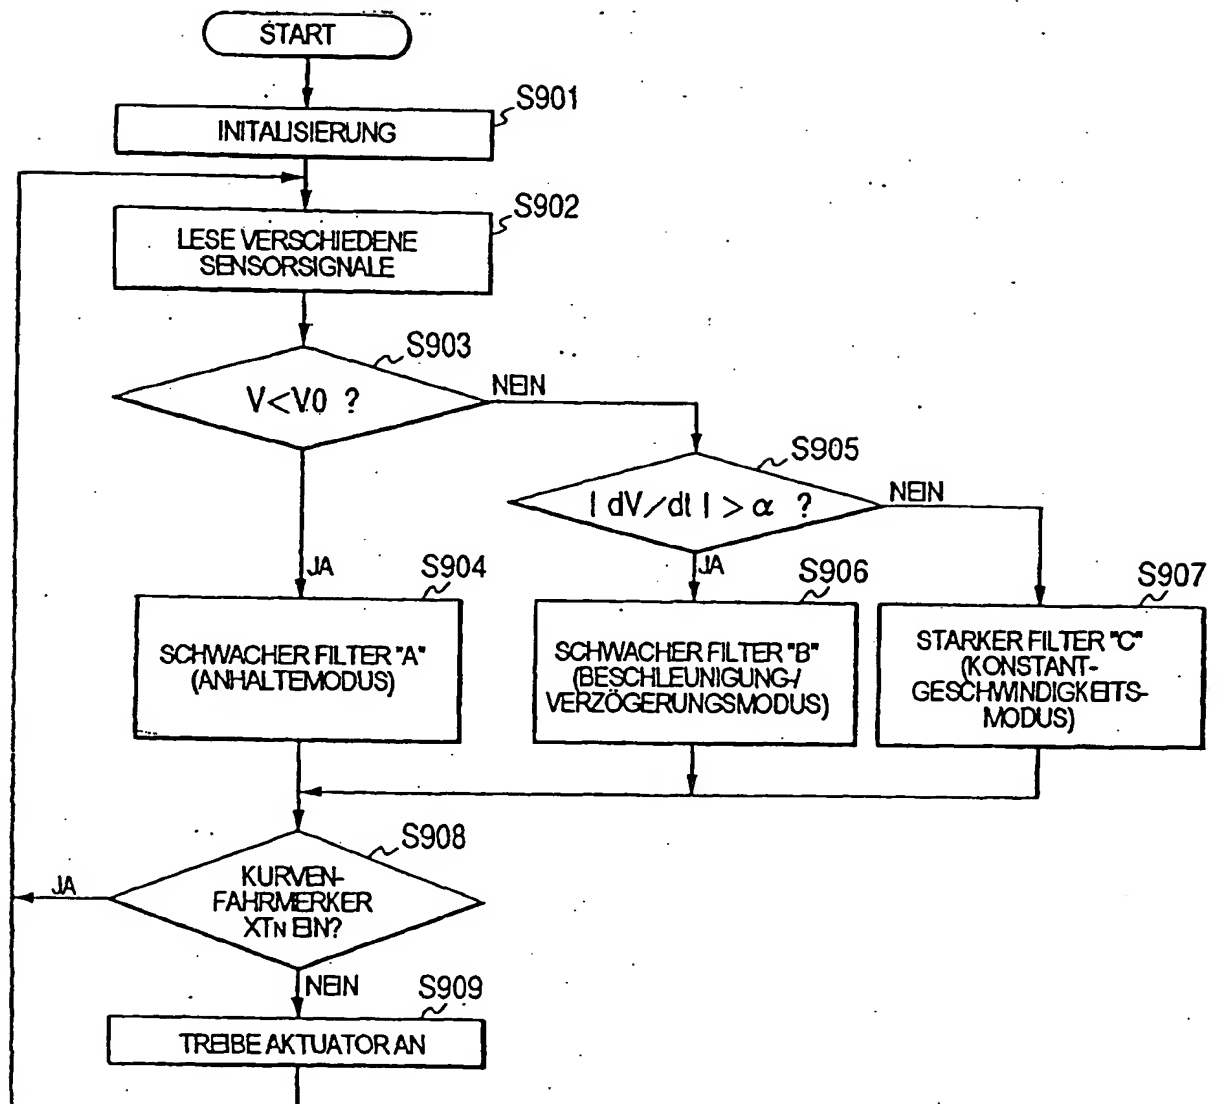 START
S901
INITALISIERUNG
S902
LESE VERSCHIEDENE
SENSORSIGNALE
S903
V<V0 ?
NEIN
S905
| dV/dt | > α ?
NEIN
JA
S904
SCHWACHER FILTER "A"
(ANHALTEMODUS)
JA
S906
SCHWACHER FILTER "B"
(BESCHLEUNIGUNG-/
VERZÖGERUNGSMODUS)
S907
STARKER FILTER "C"
(KONSTANT-
GESCHWINDIGKEITS-
MODUS)
S908
KURVEN-
FAHRMERKER
XTN EIN?
JA
NEIN
S909
TREIBE AKTUATOR AN